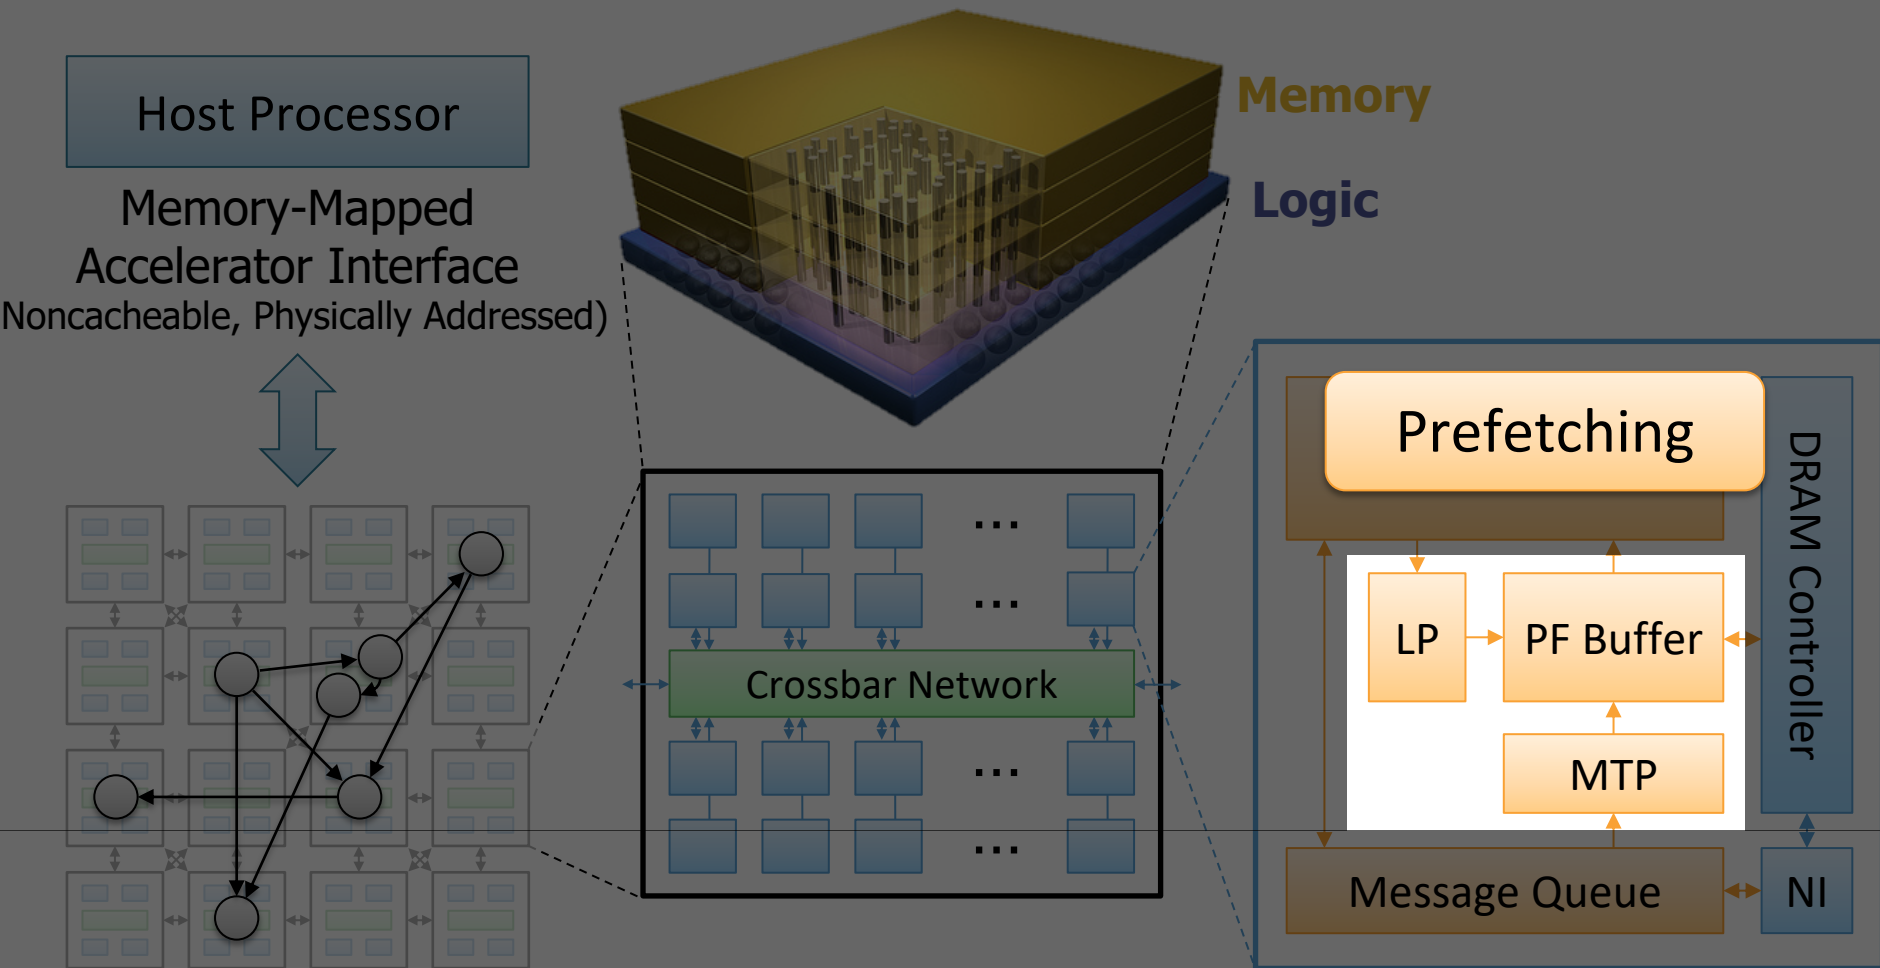 Host Processor
Memory-Mapped
Accelerator Interface
Noncacheable, Physically Addressed)
Memory
Logic
...
...
Crossbar Network
...
...
Prefetching
LP
PF Buffer
MTP
DRAM Controller
Message Queue
NI